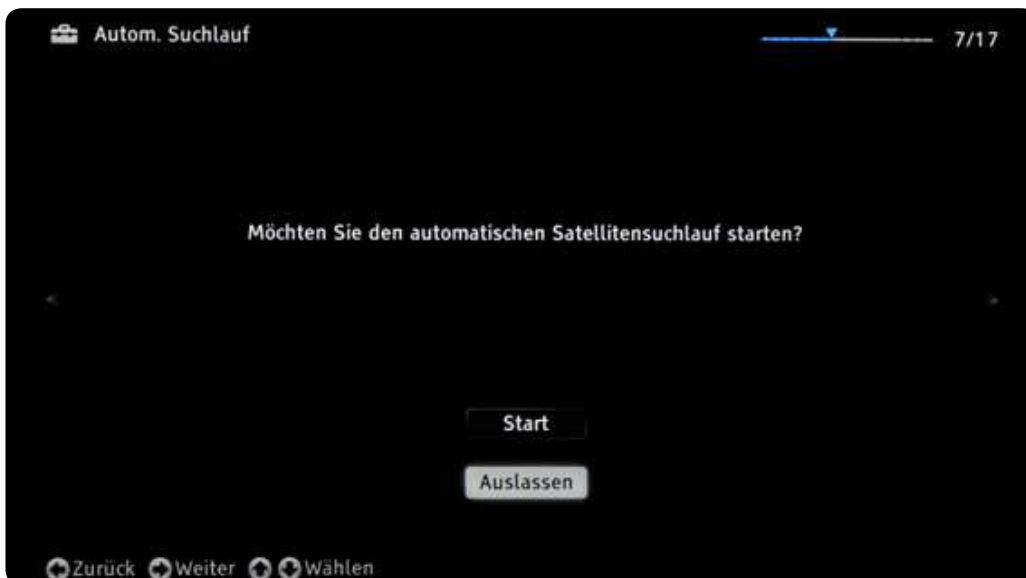 Autom. Suchlauf
7/17
Möchten Sie den automatischen Satellitensuchlauf starten?
Start
Auslassen
Zurück Weiter Wählen